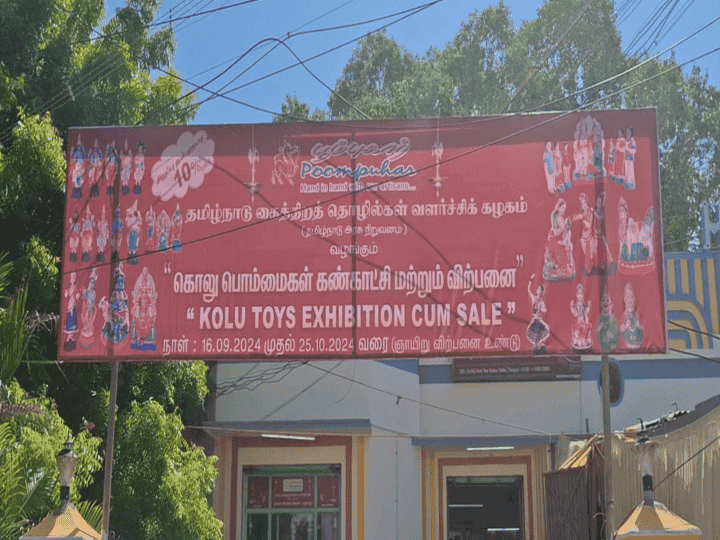 பூம்புகார்
Poompuhar
Hand in hand with our artisans...
10%
தமிழ்நாடு கைத்திறத் தொழில்கள் வளர்ச்சிக் கழகம்
(தமிழ்நாடு அரசு நிறுவனம்)
வழங்கும்
"கொலு பொம்மைகள் கண்காட்சி மற்றும் விற்பனை"
" KOLU TOYS EXHIBITION CUM SALE "
நாள் : 16.09.2024 முதல் 25.10.2024 வரை (ஞாயிறு விற்பனை உண்டு)